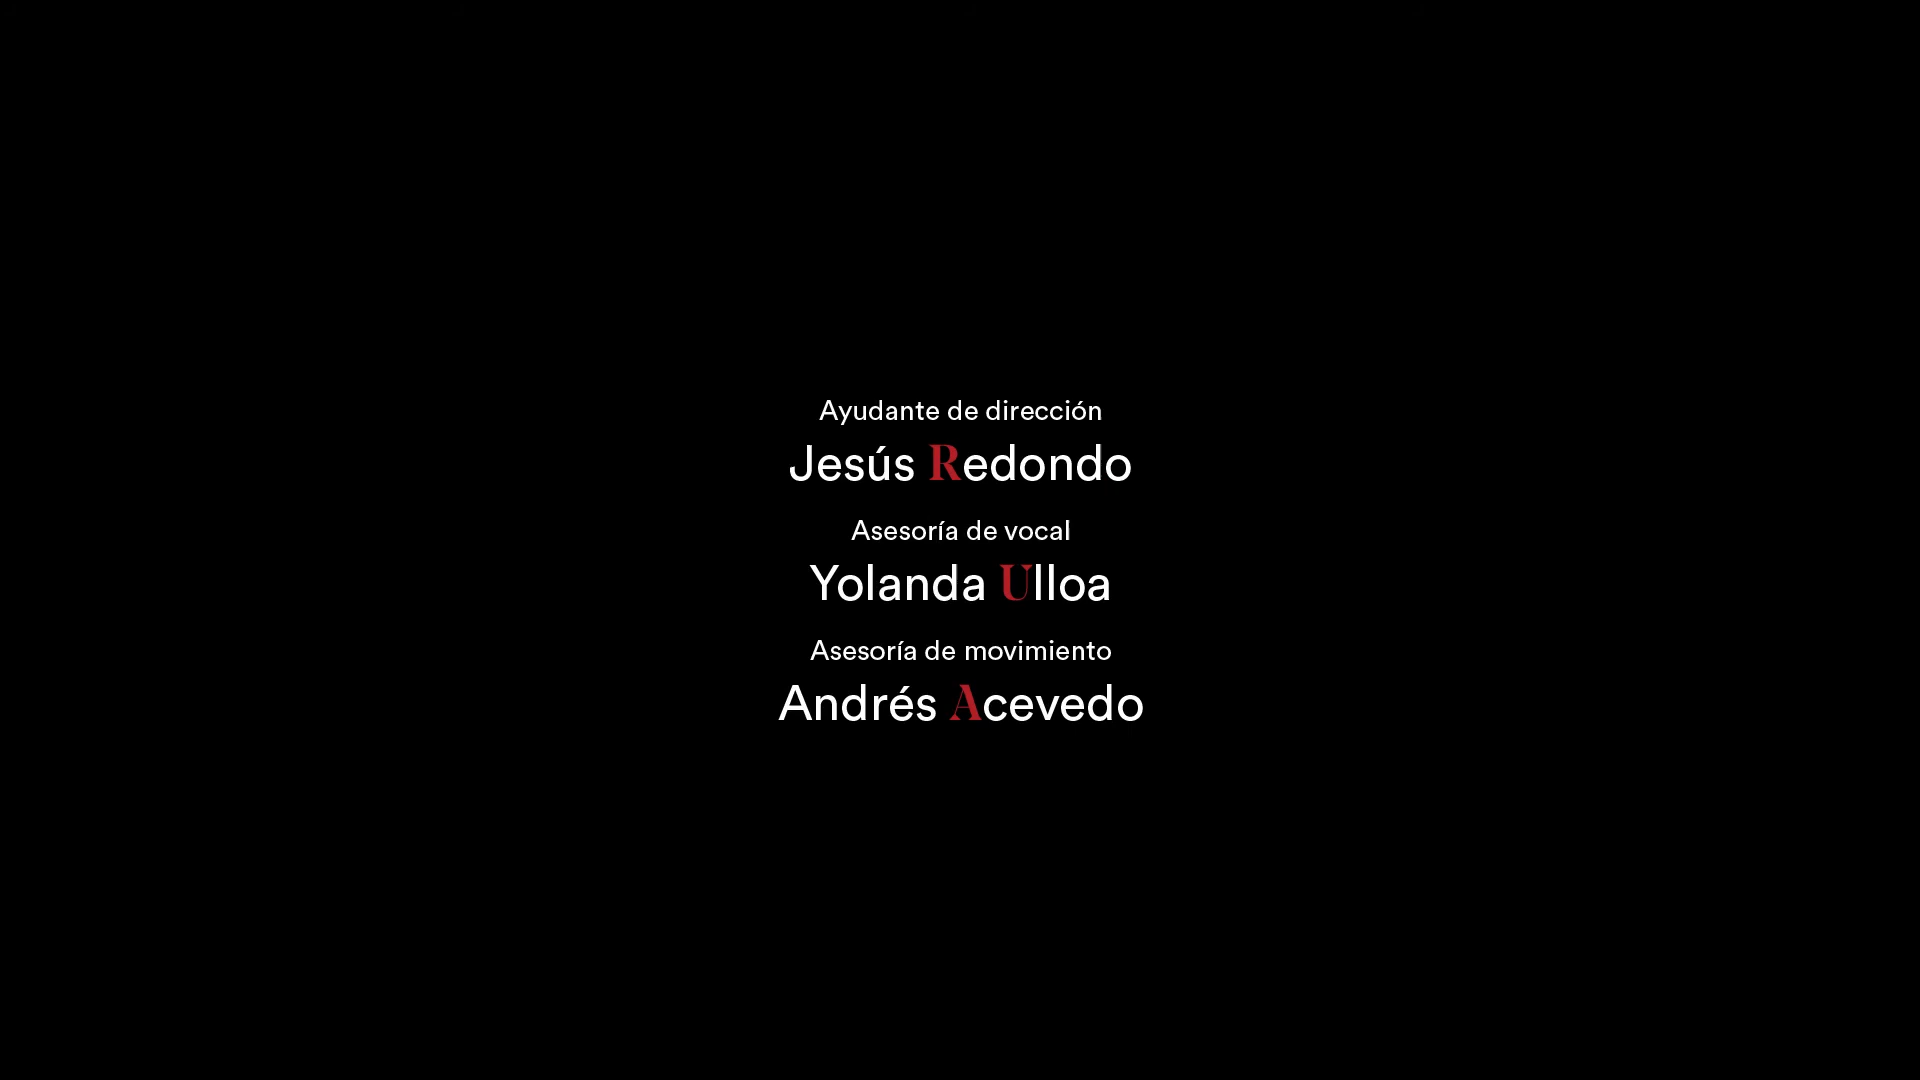 Ayudante de dirección
Jesús Redondo
Asesoría de vocal
Yolanda Ulloa
Asesoría de movimiento
Andrés Acevedo